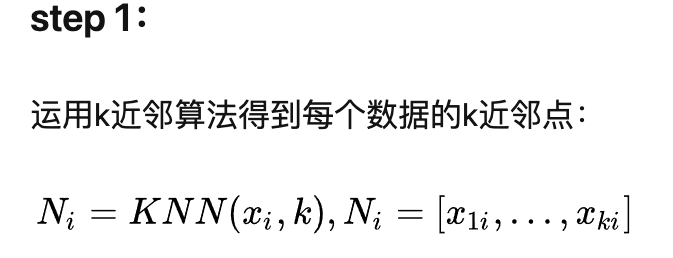 step 1：
运用k近邻算法得到每个数据的k近邻点：
$N_i = KNN(x_i, k), N_i = [x_{1i}, \ldots, x_{ki}]$